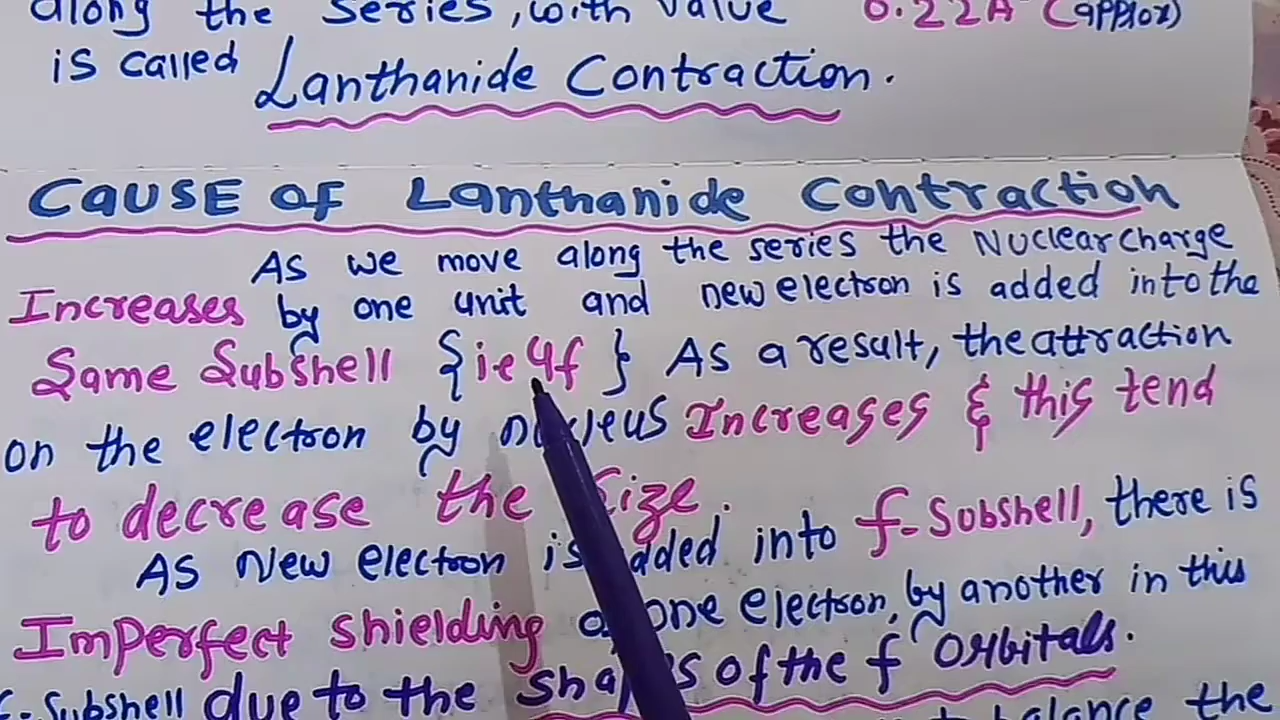 along the series, with value 0.22A° (approx)
is called Lanthanide Contraction.
CAUSE OF Lanthanide Contraction
As we move along the series the Nuclear charge
Increases by one unit and new electron is added into the
Same Subshell {ie 4f} As a result, the attraction
on the electron by nucleus Increases & this tend
to decrease the Size.
As New electron is added into f-Subshell, there is
Imperfect shielding of one electron, by another in this
f-Subshell due to the shapes of the f orbitals.
balance the